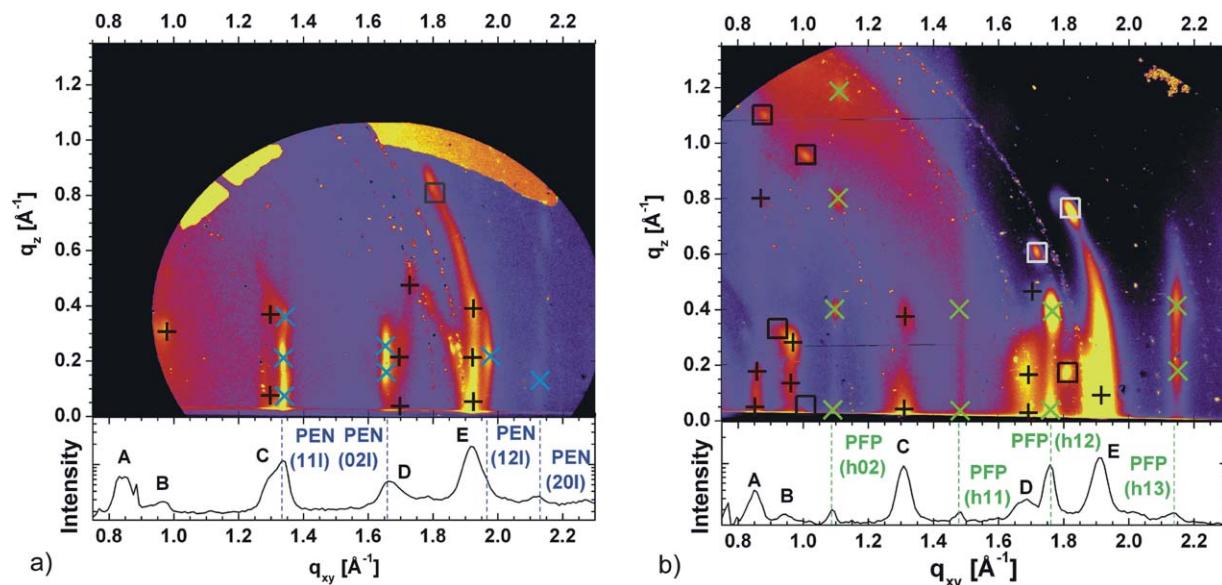 0.8 1.0 1.2 1.4 1.6 1.8 2.0 2.2
1.2
1.0
0.8
0.6
0.4
0.2
0.0
q_z [Å⁻¹]
Intensity
A
B
C
D
E
PEN
(11l)
PEN
(02l)
PEN
(12l)
PEN
(20l)
0.8 1.0 1.2 1.4 1.6 1.8 2.0 2.2
q_xy [Å⁻¹]
a)
0.8 1.0 1.2 1.4 1.6 1.8 2.0 2.2
1.2
1.0
0.8
0.6
0.4
0.2
0.0
q_z [Å⁻¹]
Intensity
A
B
PFP
(h02)
C
PFP
(h11)
D
PFP (h12)
E
PFP
(h13)
0.8 1.0 1.2 1.4 1.6 1.8 2.0 2.2
q_xy [Å⁻¹]
b)